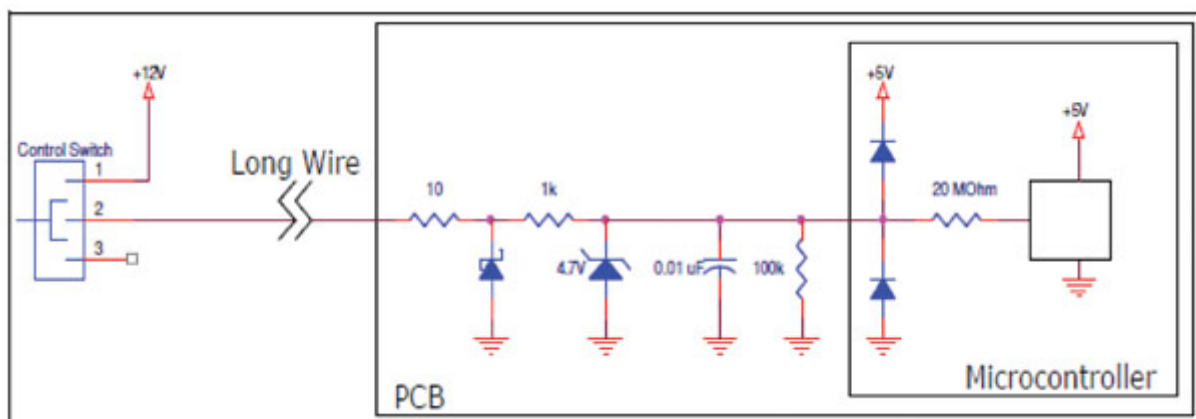 +12V
Control Switch
1
2
3
Long Wire
10
1k
4.7V
0.01 uF
100k
+5V
20 MOhm
+5V
PCB
Microcontroller